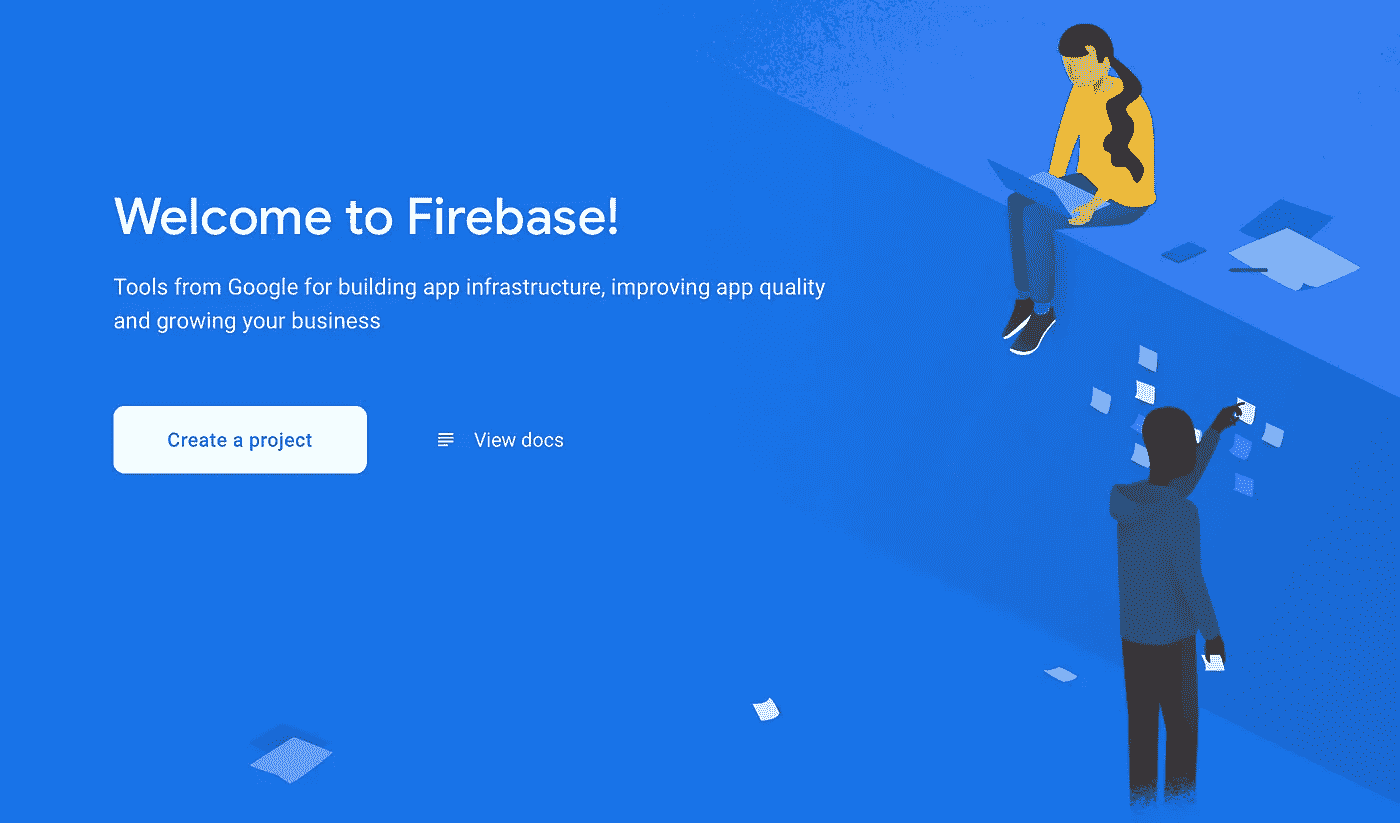 Welcome to Firebase!
Tools from Google for building app infrastructure, improving app quality
and growing your business
Create a project
View docs